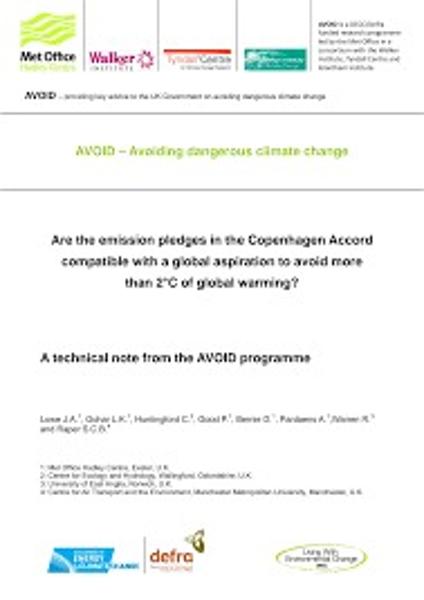 Met Office
Hadley Centre
Walker
INSTITUTE
Tyndall Centre
AVOID is a DECC/Defra
funded research programme
led by the Met Office in a
consortium with the Walker
Institute, Tyndall Centre and
Grantham Institute
AVOID – providing key advice to the UK Government on avoiding dangerous climate change
AVOID – Avoiding dangerous climate change
Are the emission pledges in the Copenhagen Accord
compatible with a global aspiration to avoid more
than 2°C of global warming?
A technical note from the AVOID programme
Lowe J.A.¹, Gohar L.K.¹, Huntingford C.², Good P.¹, Bernie D.¹, Pardaens A.¹, Warren R.³
and Raper S.C.B.⁴
1: Met Office Hadley Centre, Exeter, U.K.
2: Centre for Ecology and Hydrology, Wallingford, Oxfordshire, U.K.
3: University of East Anglia, Norwich, U.K.
4: Centre for Air Transport and the Environment, Manchester Metropolitan University, Manchester, U.K.
ENERGY
& CLIMATE CHANGE
defra
Living With
Environmental Change